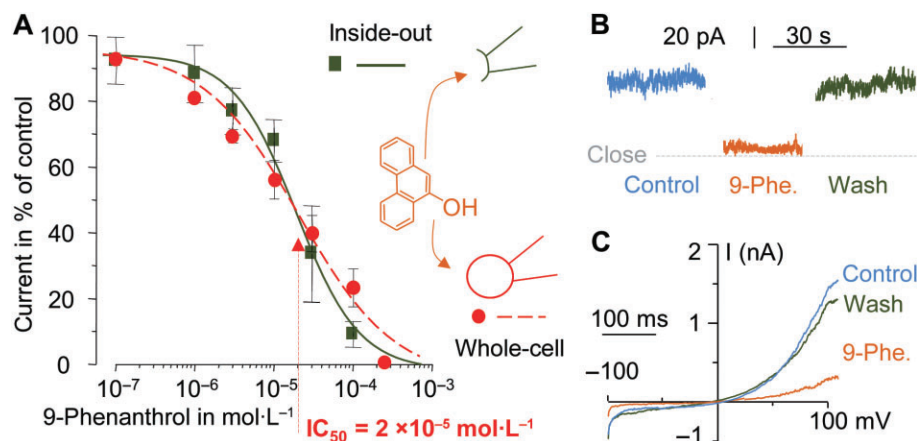 A
100
80
60
40
20
0
Current in % of control
Inside-out
OH
Whole-cell
10⁻⁷ 10⁻⁶ 10⁻⁵ 10⁻⁴ 10⁻³
9-Phenanthrol in mol·L⁻¹
IC₅₀ = 2 ×10⁻⁵ mol·L⁻¹
B
20 pA 30 s
Close
Control 9-Phe. Wash
C
2
I (nA)
Control
Wash
1
100 ms
9-Phe.
–100
100 mV
–1